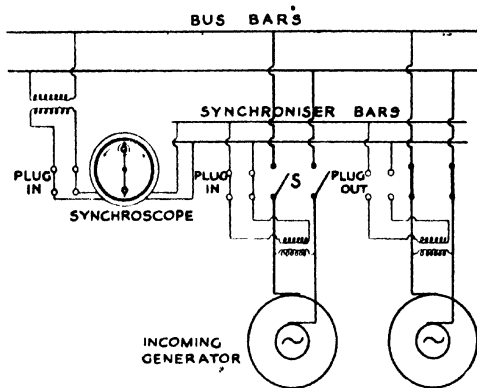 BUS BARS
SYNCHRONISER BARS
PLUG
IN
SYNCHROSCOPE
PLUG
IN
S
PLUG
OUT
INCOMING
GENERATOR